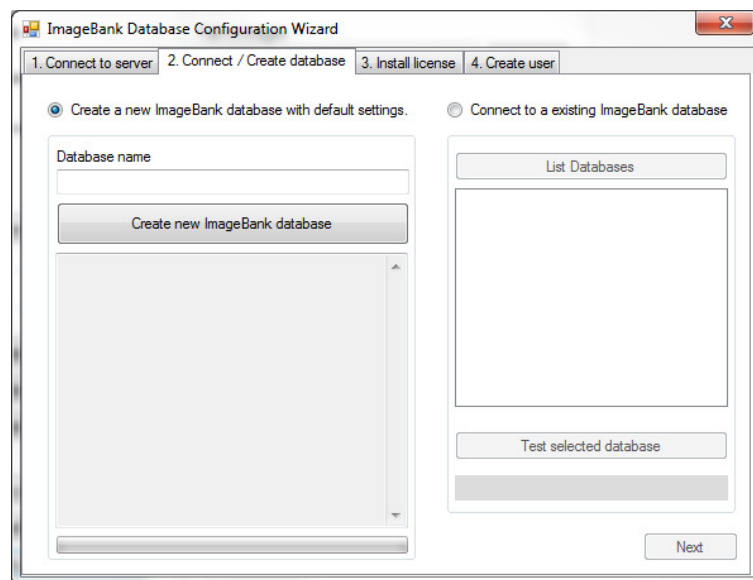 ImageBank Database Configuration Wizard
1. Connect to server
2. Connect / Create database
3. Install license
4. Create user
Create a new ImageBank database with default settings.
Connect to a existing ImageBank database
Database name
List Databases
Create new ImageBank database
Test selected database
Next